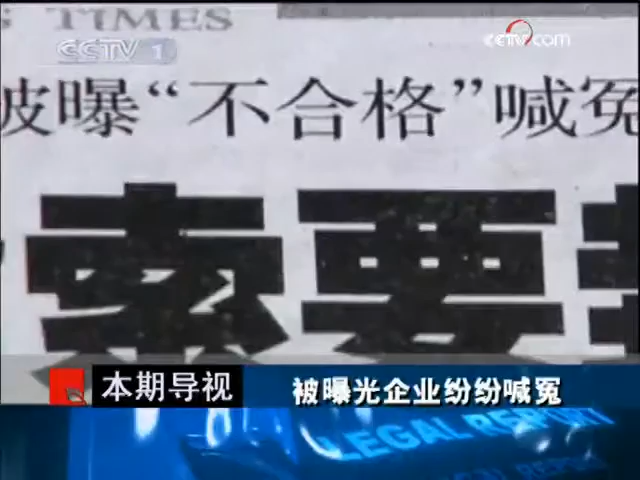 TIMES
CCTV 1
CCTV.com
被曝“不合格”喊冤
索要
本期导视
被曝光企业纷纷喊冤
LEGAL REPORT